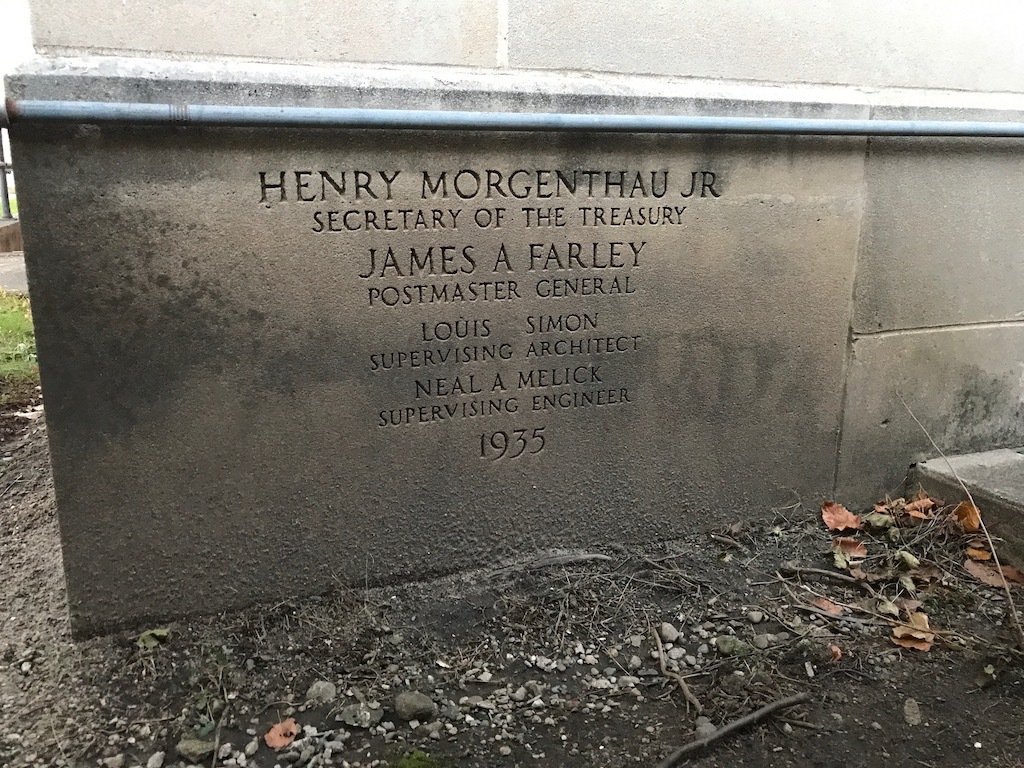 HENRY MORGENTHAU JR
SECRETARY OF THE TREASURY
JAMES A FARLEY
POSTMASTER GENERAL
LOUIS SIMON
SUPERVISING ARCHITECT
NEAL A MELICK
SUPERVISING ENGINEER
1935